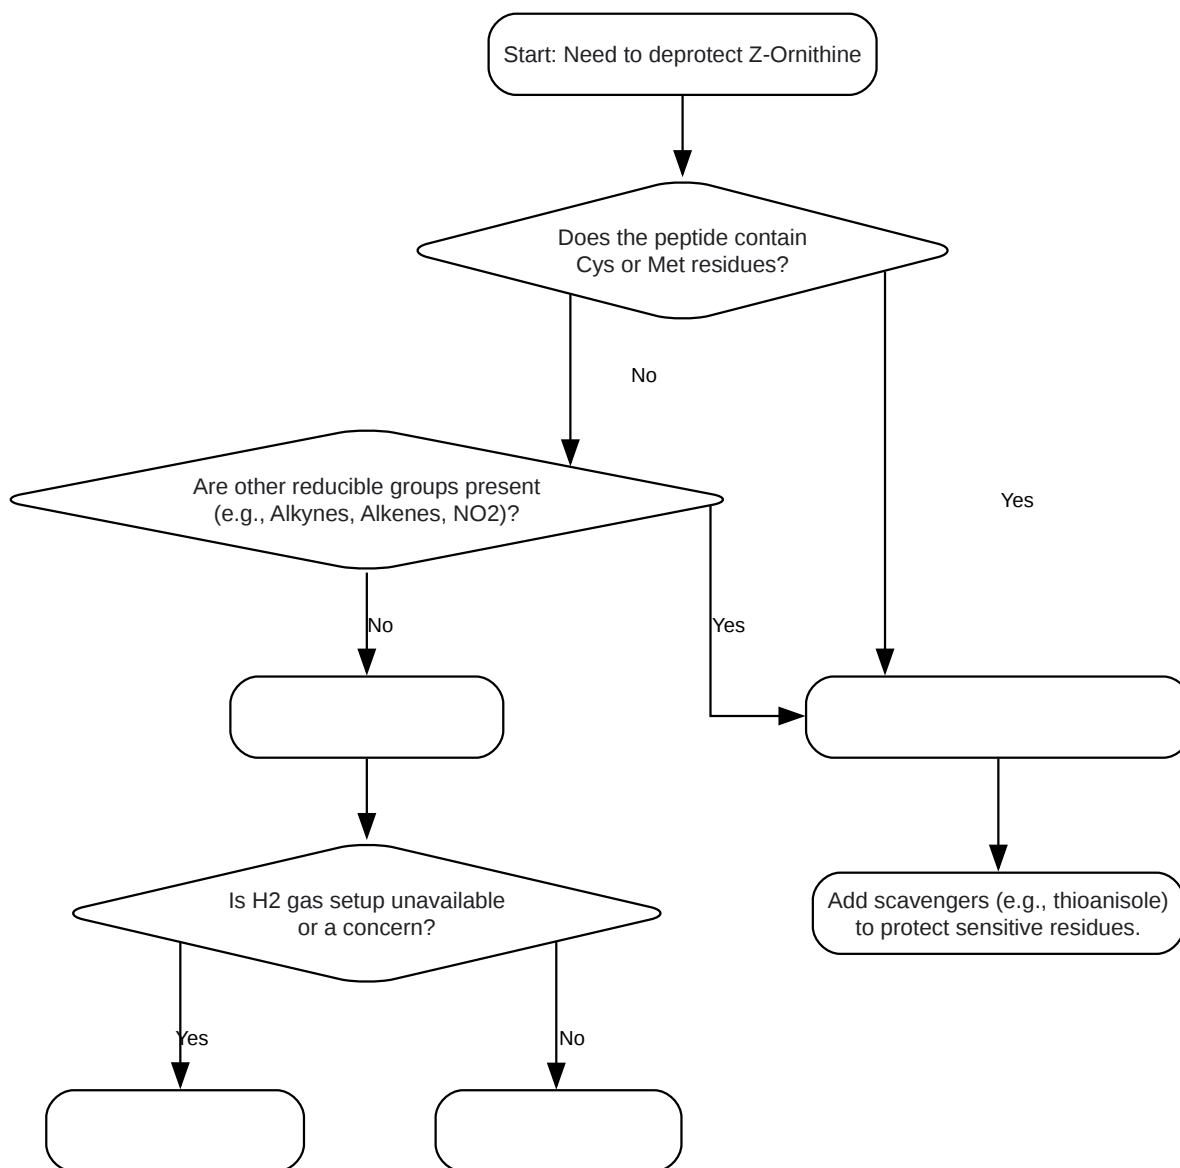 Start: Need to deprotect Z-Ornithine
Does the peptide contain
Cys or Met residues?
No
Are other reducible groups present
(e.g., Alkynes, Alkenes, NO2)?
Yes
No
Yes
Is H2 gas setup unavailable
or a concern?
Add scavengers (e.g., thioanisole)
to protect sensitive residues.
Yes
No